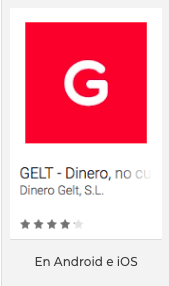 G
GELT - Dinero, no cu
Dinero Gelt, S.L.
En Android e iOS